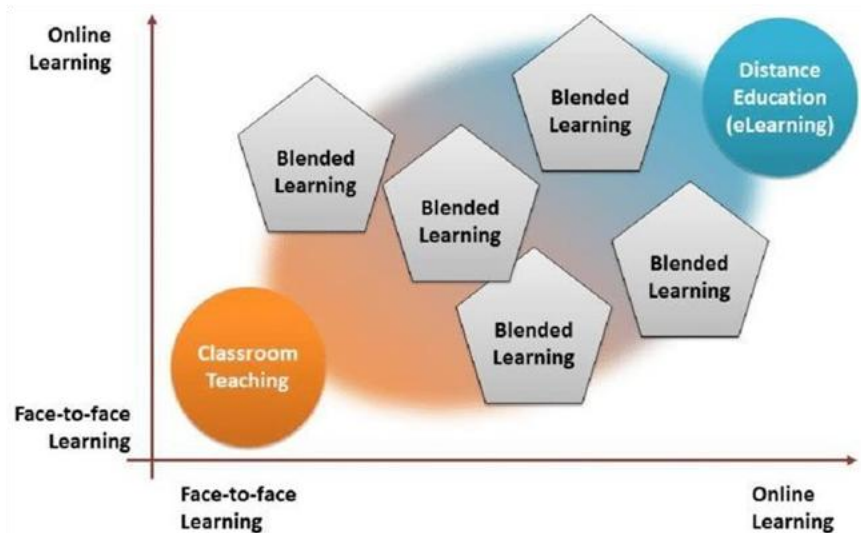 Online
Learning
Distance
Education
(eLearning)
Blended
Learning
Blended
Learning
Blended
Learning
Blended
Learning
Blended
Learning
Classroom
Teaching
Face-to-face
Learning
Face-to-face
Learning
Online
Learning